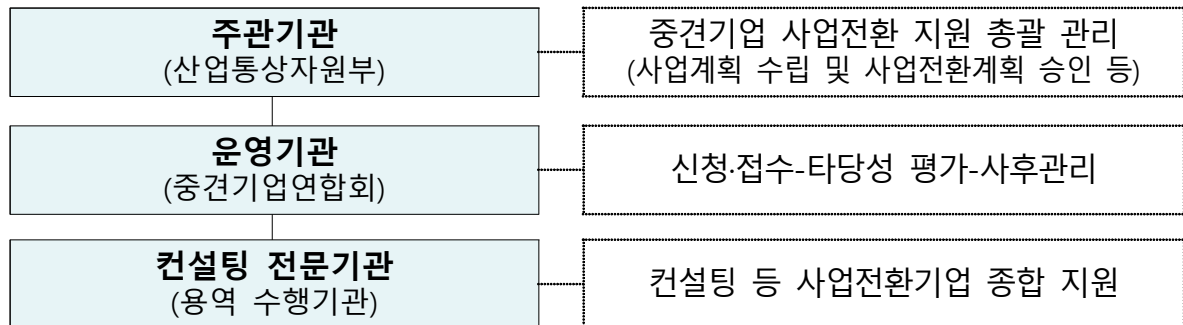 주관기관
(산업통상자원부)
중견기업 사업전환 지원 총괄 관리
(사업계획 수립 및 사업전환계획 승인 등)
운영기관
(중견기업연합회)
신청·접수-타당성 평가-사후관리
컨설팅 전문기관
(용역 수행기관)
컨설팅 등 사업전환기업 종합 지원